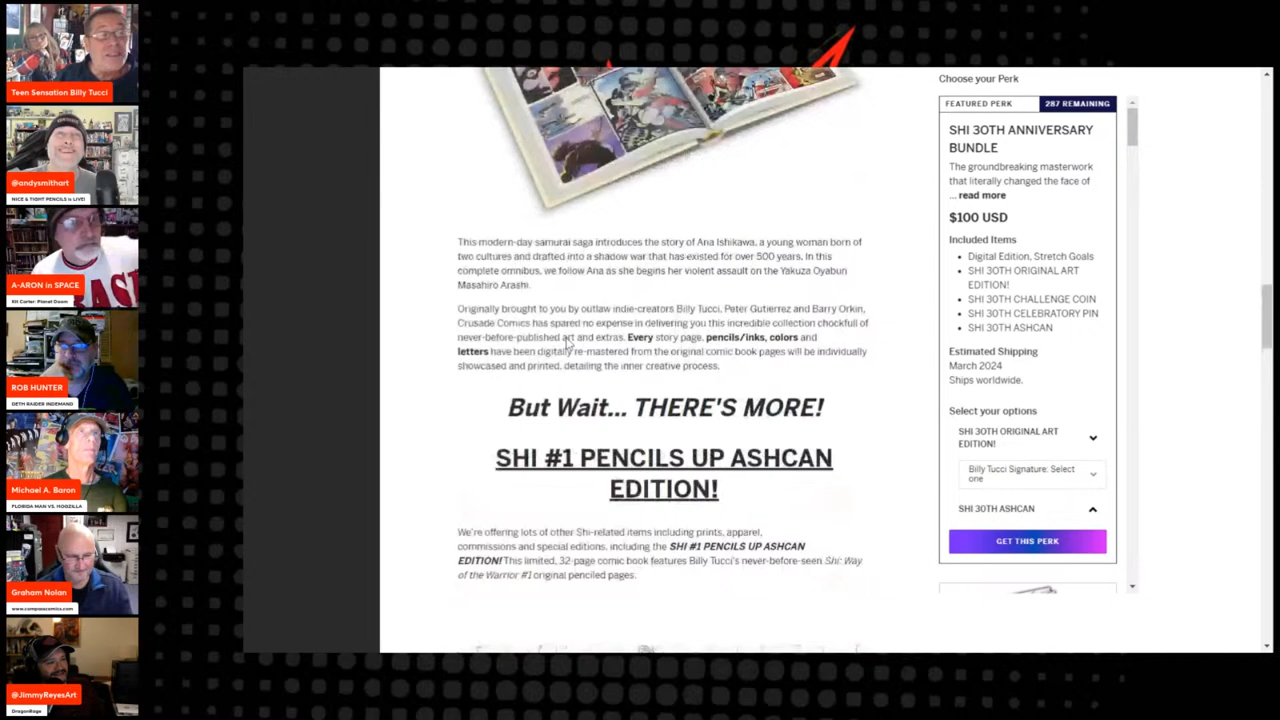 Teen Sensation Billy Tucci
@andysmithart
NICE & TIGHT PENCILS is LIVE!
A-ARON in SPACE
Kit Carter: Planet Doom
ROB HUNTER
DETH RAIDER INDEMAND
Michael A. Baron
FLORIDA MAN VS. HOGZILLA
Graham Nolan
www.compasscomics.com
@JimmyReyesArt
DragonRage
This modern-day samurai saga introduces the story of Ana Ishikawa, a young woman born of
two cultures and drafted into a shadow war that has existed for over 500 years. In this
complete omnibus, we follow Ana as she begins her violent assault on the Yakuza Oyabun
Masahiro Arashi.
Originally brought to you by outlaw indie-creators Billy Tucci, Peter Gutierrez and Barry Orkin,
Crusade Comics has spared no expense in delivering you this incredible collection chockfull of
never-before-published art and extras. Every story page, pencils/inks, colors and
letters have been digitally re-mastered from the original comic book pages will be individually
showcased and printed, detailing the inner creative process.
But Wait... THERE'S MORE!
SHI #1 PENCILS UP ASHCAN
EDITION!
We're offering lots of other Shi-related items including prints, apparel,
commissions and special editions, including the SHI #1 PENCILS UP ASHCAN
EDITION! This limited, 32-page comic book features Billy Tucci's never-before-seen Shi: Way
of the Warrior #1 original penciled pages.
Choose your Perk
FEATURED PERK
287 REMAINING
SHI 30TH ANNIVERSARY
BUNDLE
The groundbreaking masterwork
that literally changed the face of
... read more
$100 USD
Included Items
Digital Edition, Stretch Goals
SHI 30TH ORIGINAL ART
EDITION!
SHI 30TH CHALLENGE COIN
SHI 30TH CELEBRATORY PIN
SHI 30TH ASHCAN
Estimated Shipping
March 2024
Ships worldwide.
Select your options
SHI 30TH ORIGINAL ART
EDITION!
Billy Tucci Signature: Select
one
SHI 30TH ASHCAN
GET THIS PERK